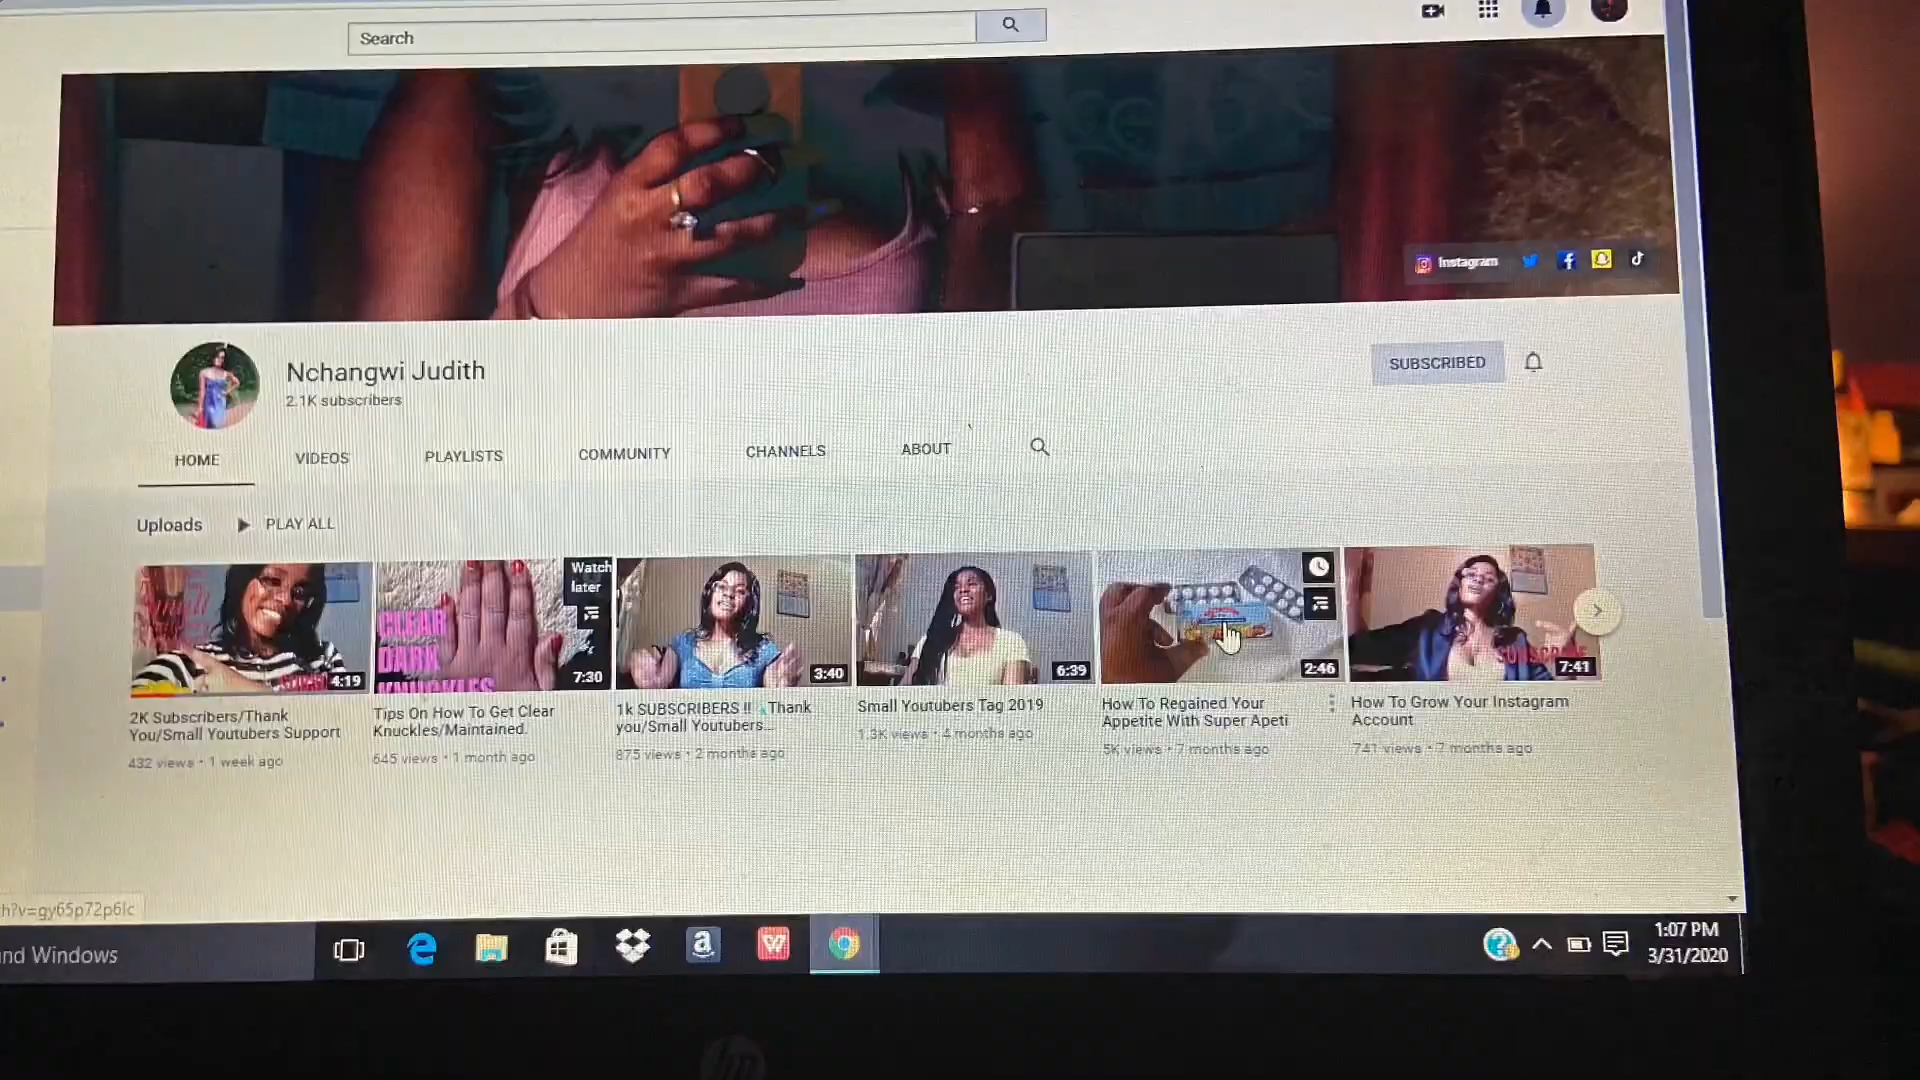 Search
Instagram
Nchangwi Judith
2.1K subscribers
SUBSCRIBED
HOME
VIDEOS
PLAYLISTS
COMMUNITY
CHANNELS
ABOUT
Uploads
PLAY ALL
4:19
2K Subscribers/Thank
You/Small Youtubers Support
432 views • 1 week ago
CLEAR
DARK
KNUCKLES
Watch
later
7:30
Tips On How To Get Clear
Knuckles/Maintained.
645 views • 1 month ago
3:40
1k SUBSCRIBERS !! Thank
you/Small Youtubers...
875 views • 2 months ago
6:39
Small Youtubers Tag 2019
1.3K views • 4 months ago
2:46
How To Regained Your
Appetite With Super Apeti
5K views • 7 months ago
SUBSCRIBE
7:41
How To Grow Your Instagram
Account
741 views • 7 months ago
h?v=gy65p72p6lc
nd Windows
1:07 PM
3/31/2020
hp